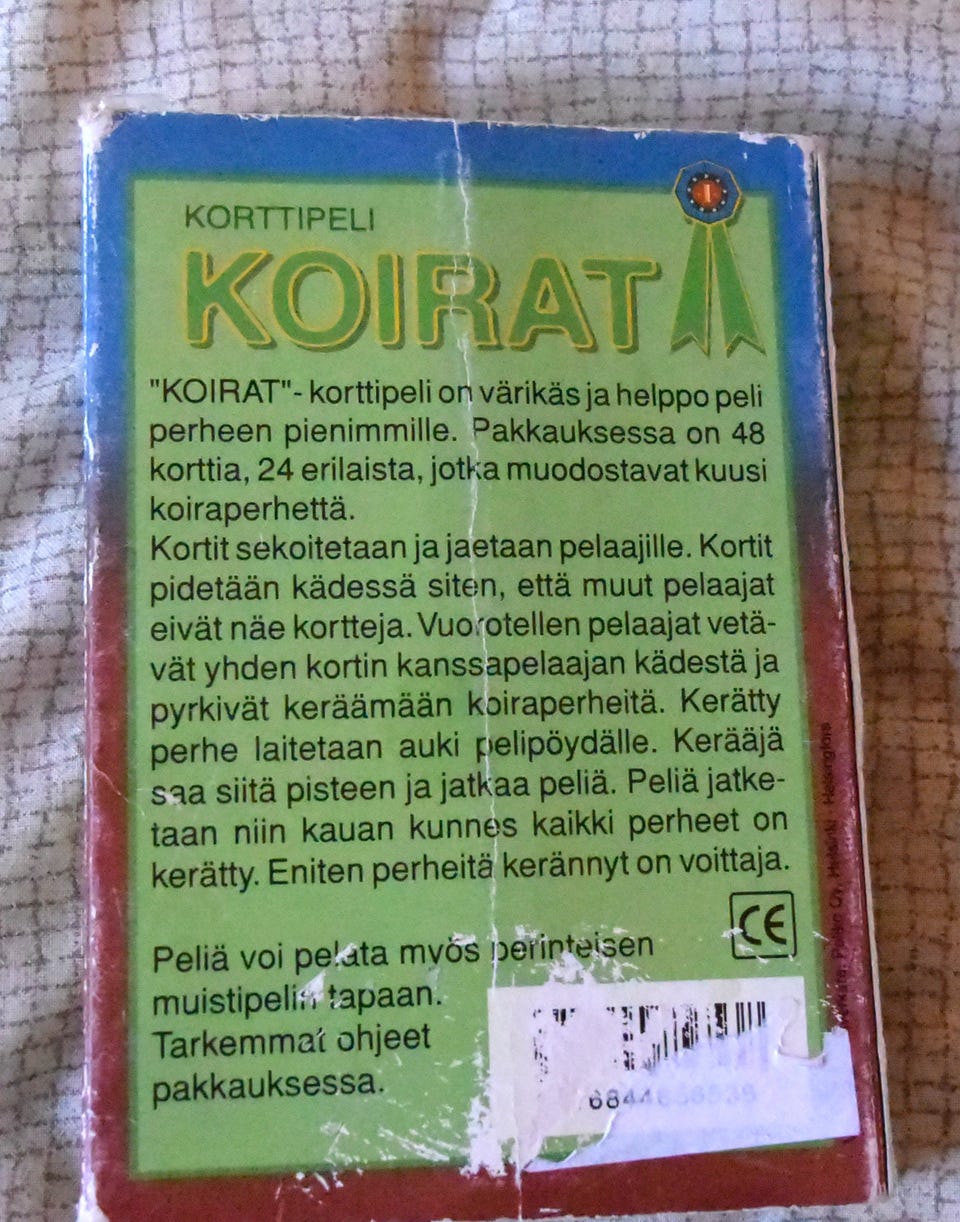 1
KORTTIPELI
KOIRAT
"KOIRAT"- korttipeli on värikäs ja helppo peli
perheen pienimmille. Pakkauksessa on 48
korttia, 24 erilaista, jotka muodostavat kuusi
koiraperhettä.
Kortit sekoitetaan ja jaetaan pelaajille. Kortit
pidetään kädessä siten, että muut pelaajat
eivät näe kortteja. Vuorotellen pelaajat vetä-
vät yhden kortin kanssapelaajan kädestä ja
pyrkivät keräämään koiraperheitä. Kerätty
perhe laitetaan auki pelipöydälle. Kerääjä
saa siitä pisteen ja jatkaa peliä. Peliä jatke-
taan niin kauan kunnes kaikki perheet on
kerätty. Eniten perheitä kerännyt on voittaja.
CE
Peliä voi pelata myös perinteisen
muistipelin tapaan.
Tarkemmat ohjeet
pakkauksessa.
Oy, Helsinki Helsingfors